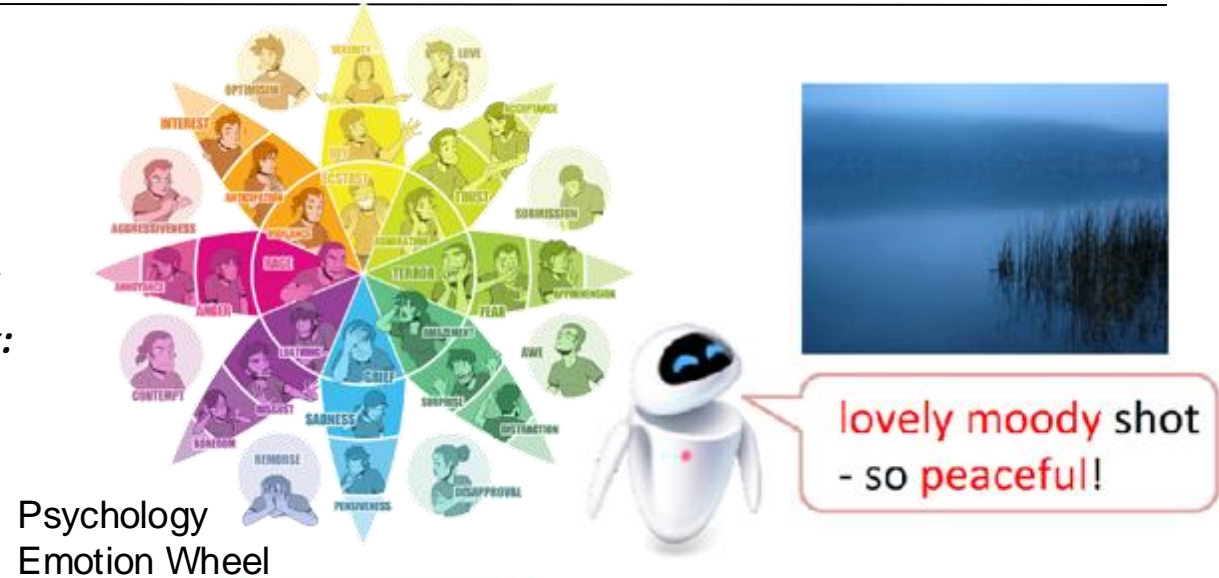 SERENITY
LOVE
OPTIMISM
ACCEPTANCE
INTEREST
JOY
ECSTASY
TRUST
ANTICIPATION
SUBMISSION
AGGRESSIVENESS
VIGILANCE
ADMIRATION
RAGE
TERROR
ANNOYANCE
APPREHENSION
ANGER
FEAR
AMAZEMENT
LOATHING
AWE
GRIEF
CONTEMPT
DISGUST
SURPRISE
SADNESS
BOREDOM
DISTRACTION
REMORSE
DISAPPROVAL
PENSIVENESS
lovely moody shot
- so peaceful!
Psychology
Emotion Wheel